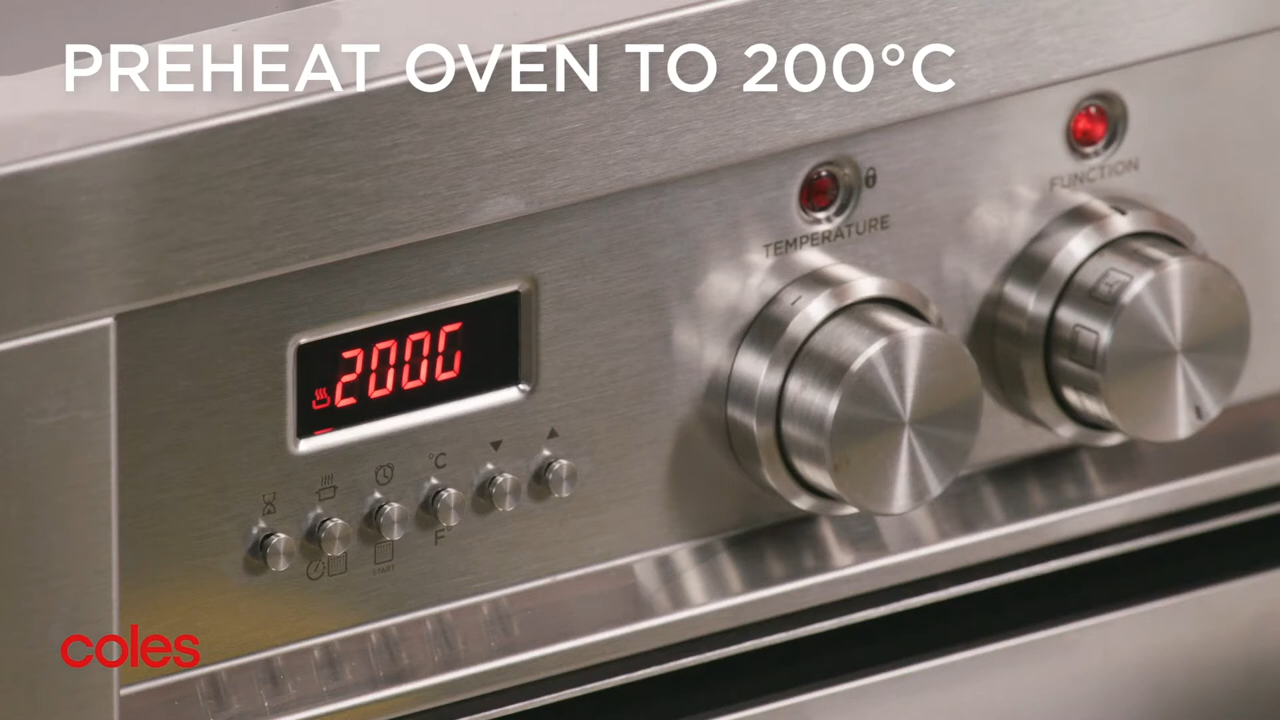 PREHEAT OVEN TO 200°C
FUNCTION
TEMPERATURE
200C
°C
F°
START
coles